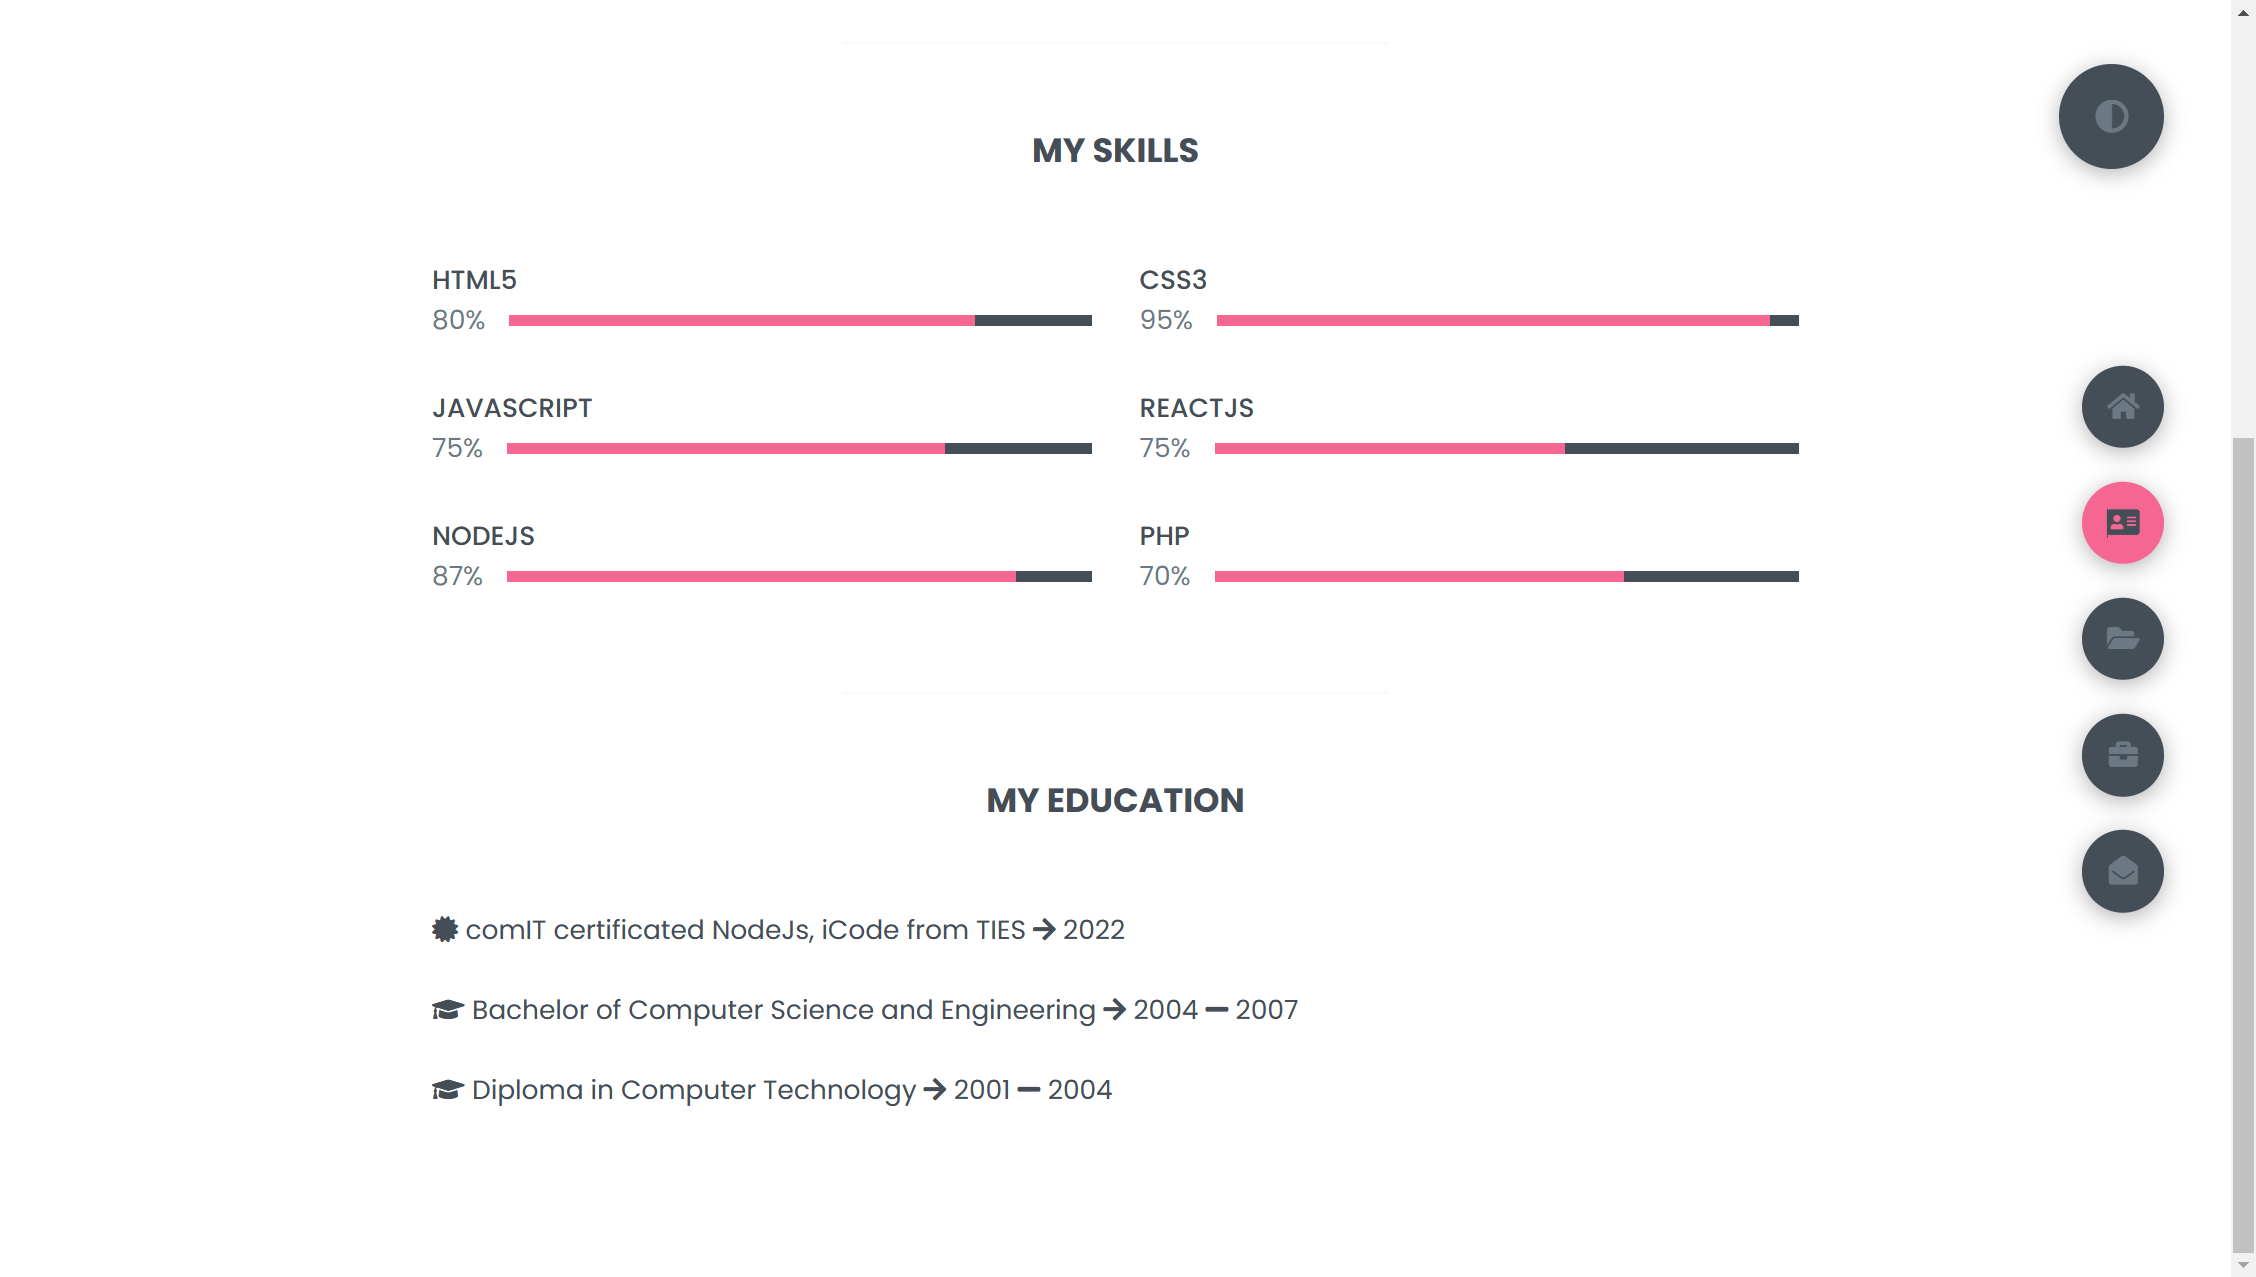 MY SKILLS
HTML5
80%
CSS3
95%
JAVASCRIPT
75%
REACTJS
75%
NODEJS
87%
PHP
70%
MY EDUCATION
comIT certificated NodeJs, iCode from TIES → 2022
Bachelor of Computer Science and Engineering → 2004 — 2007
Diploma in Computer Technology → 2001 — 2004